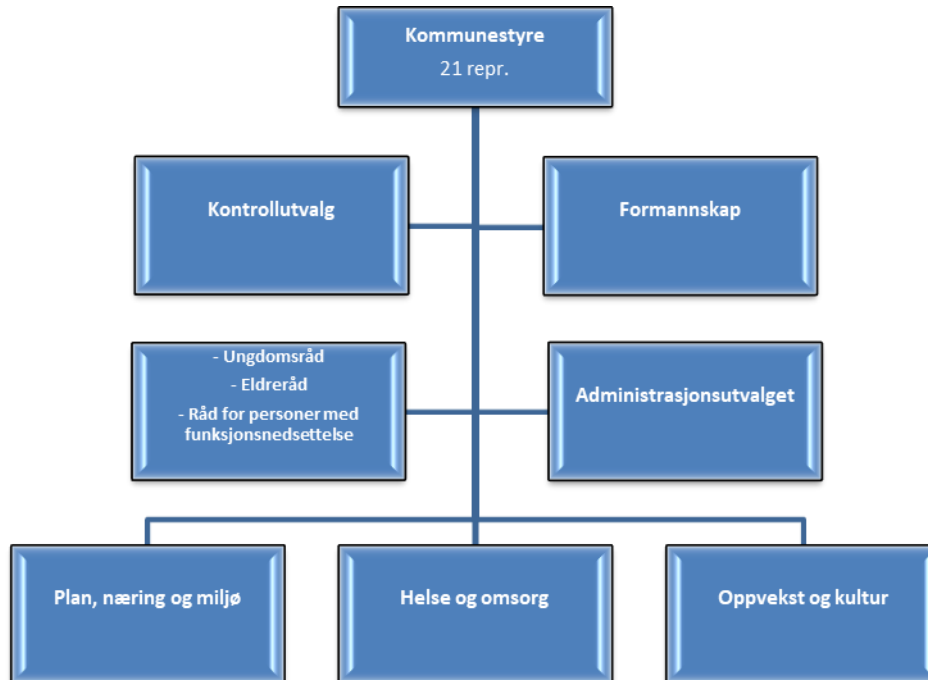 Kommunestyre
21 repr.
Kontrollutvalg
Formannskap
- Ungdomsråd
- Eldreråd
- Råd for personer med
funksjonsnedsettelse
Administrasjonsutvalget
Plan, næring og miljø
Helse og omsorg
Oppvekst og kultur